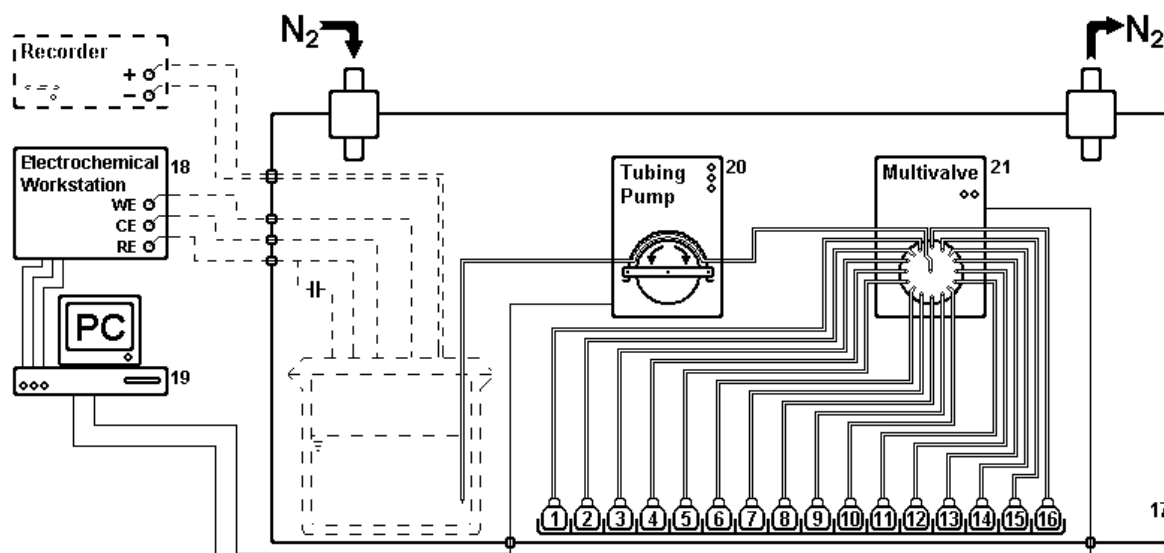 N2
N2
Recorder
+
−
Electrochemical
Workstation
18
WE
CE
RE
PC
19
Tubing
Pump
20
Multivalve
21
1 2 3 4 5 6 7 8 9 10 11 12 13 14 15 16
17